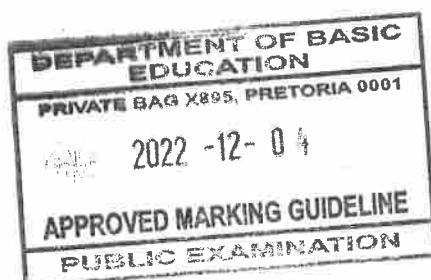 DEPARTMENT OF BASIC
EDUCATION
PRIVATE BAG X895, PRETORIA 0001
2022 -12- 04
APPROVED MARKING GUIDELINE
PUBLIC EXAMINATION